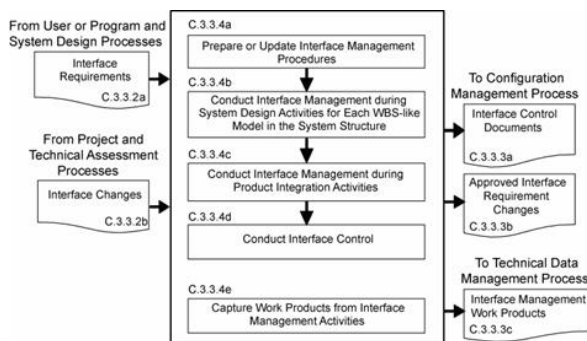 From User or Program and
System Design Processes
Interface
Requirements
C.3.3.2a
From Project and
Technical Assessment
Processes
Interface Changes
C.3.3.2b
C.3.3.4a
Prepare or Update Interface Management
Procedures
C.3.3.4b
Conduct Interface Management during
System Design Activities for Each WBS-like
Model in the System Structure
C.3.3.4c
Conduct Interface Management during
Product Integration Activities
C.3.3.4d
Conduct Interface Control
C.3.3.4e
Capture Work Products from Interface
Management Activities
To Configuration
Management Process
Interface Control
Documents
C.3.3.3a
Approved Interface
Requirement
Changes
C.3.3.3b
To Technical Data
Management Process
Interface Management
Work Products
C.3.3.3c